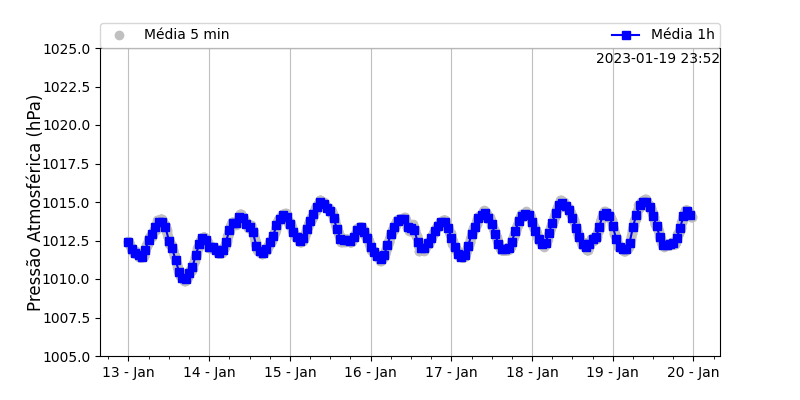 Média 5 min
Média 1h
2023-01-19 23:52
Pressão Atmosférica (hPa)
1025.0
1022.5
1020.0
1017.5
1015.0
1012.5
1010.0
1007.5
1005.0
13 - Jan
14 - Jan
15 - Jan
16 - Jan
17 - Jan
18 - Jan
19 - Jan
20 - Jan